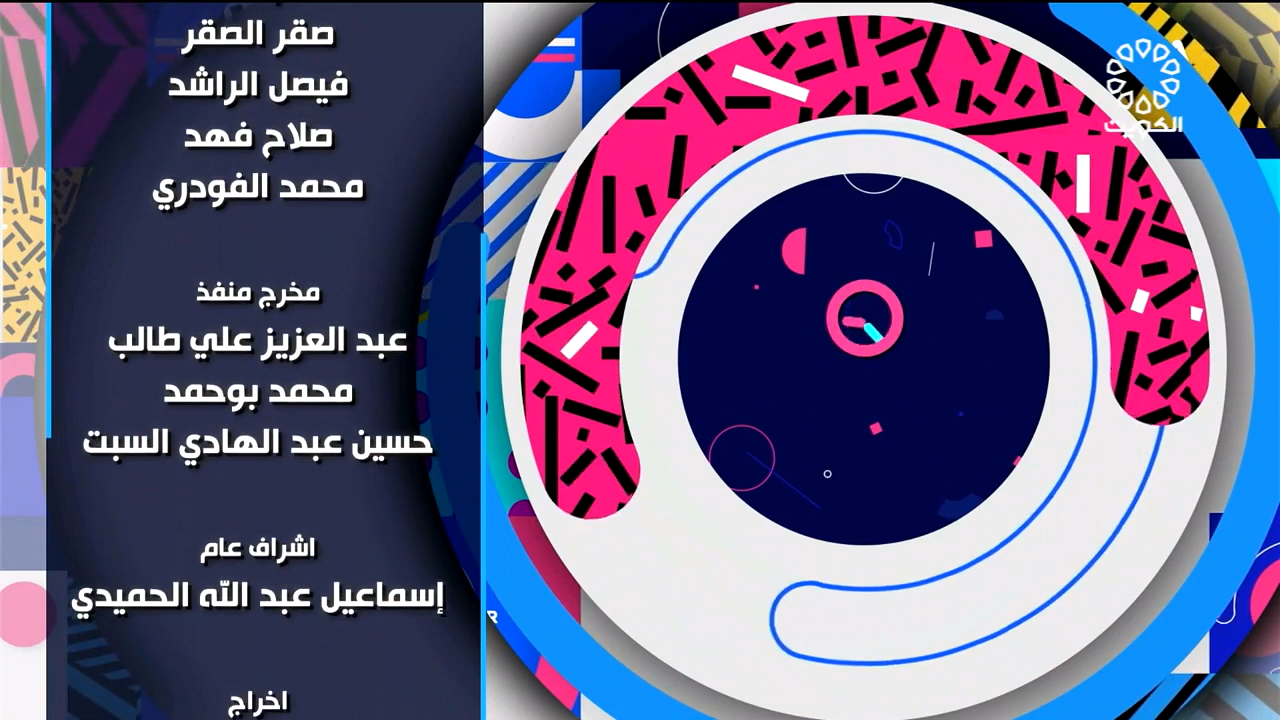 صقر الصقر
فيصل الراشد
صلاح فهد
محمد الفودري
مخرج منفذ
عبد العزيز علي طالب
محمد بوحمد
حسين عبد الهادي السبت
اشراف عام
إسماعيل عبد الله الحميدي
اخراج
الكويت
R